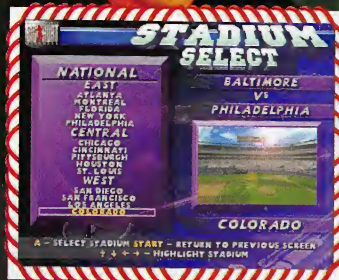 STADIUM
SELECT
NATIONAL
EAST
ATLANTA
MONTREAL
FLORIDA
NEW YORK
PHILADELPHIA
CENTRAL
CHICAGO
CINCINNATI
PITTSBURGH
HOUSTON
ST. LOUIS
WEST
SAN DIEGO
SAN FRANCISCO
LOS ANGELES
COLORADO
BALTIMORE
VS
PHILADELPHIA
COLORADO
A - SELECT STADIUM START - RETURN TO PREVIOUS SCREEN
↑ ↓ ← → - HIGHLIGHT STADIUM